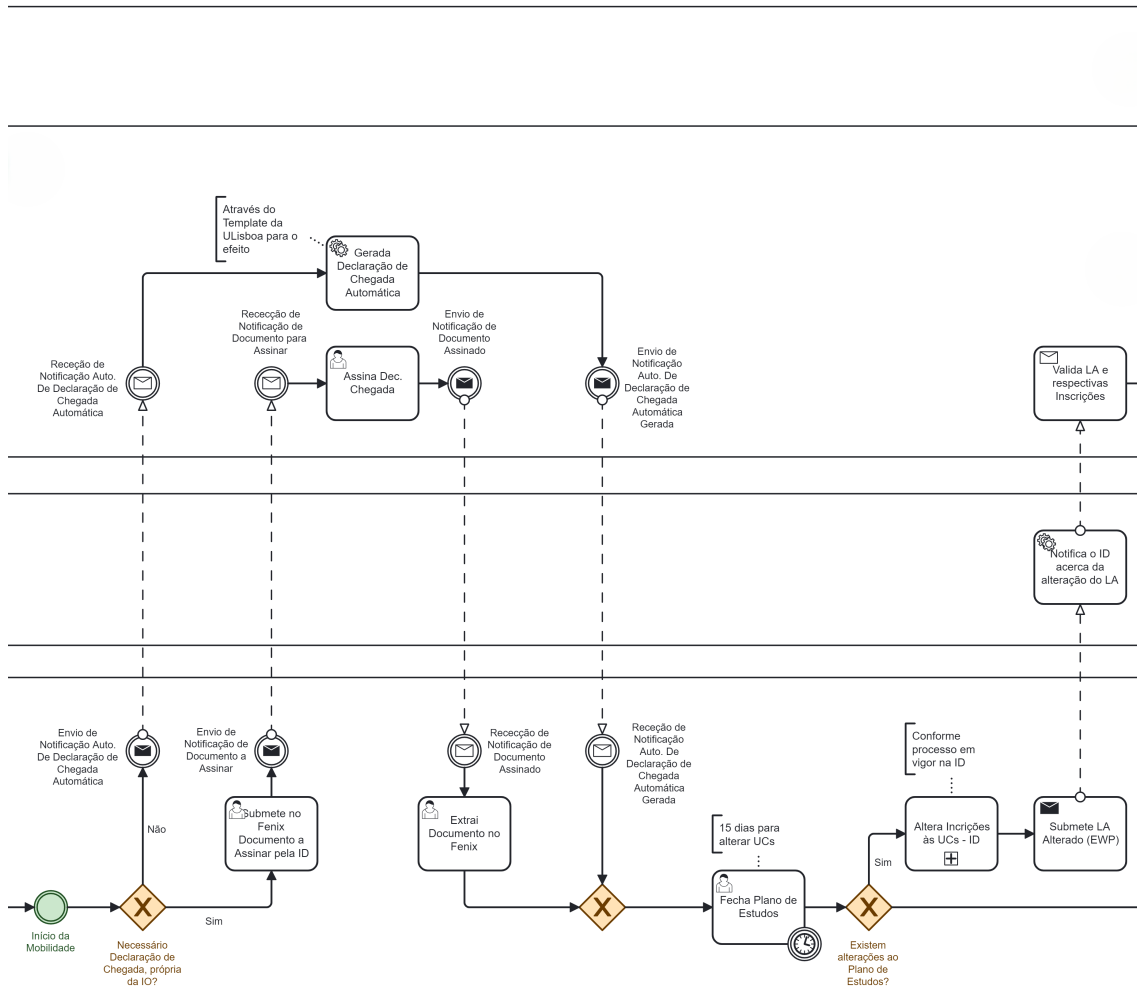 Através do
Template da
ULisboa para o
efeito
Gerada
Declaração de
Chegada
Automática
Rececção de
Notificação de
Documento para
Assinar
Envio de
Notificação de
Documento
Assinado
Receção de
Notificação Auto.
De Declaração de
Chegada
Automática
Assina Dec.
Chegada
Envio de
Notificação
Auto. De
Declaração de
Chegada
Automática
Gerada
Valida LA e
respectivas
Inscrições
Notifica o ID
acerca da
alteração do LA
Envio de
Notificação Auto.
De Declaração de
Chegada
Automática
Envio de
Notificação de
Documento a
Assinar
Rececção de
Notificação de
Documento
Assinado
Receção de
Notificação
Auto. De
Declaração de
Chegada
Automática
Gerada
Conforme
processo em
vigor na ID
Não
Submete no
Fenix
Documento a
Assinar pela ID
Extrai
Documento no
Fenix
15 dias para
alterar UCs
Altera Incrições
às UCs - ID
Submete LA
Alterado (EWP)
Sim
Fecha Plano de
Estudos
X
X
X
Sim
Início da
Mobilidade
Necessário
Declaração de
Chegada, própria
da IO?
Existem
alterações ao
Plano de
Estudos?